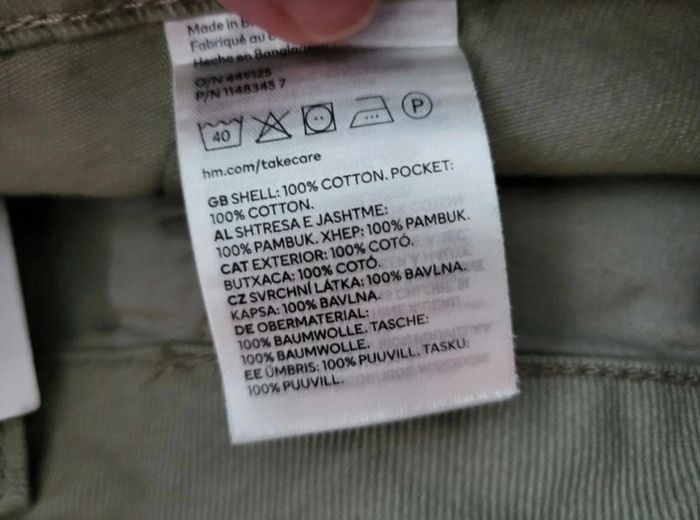 Made in
Fabriqué au
Hecho en Bangladesh
O/N 449125
P/N 1148345 7
40
P
hm.com/takecare
GB SHELL: 100% COTTON. POCKET:
100% COTTON.
AL SHTRESA E JASHTME:
100% PAMBUK. XHEP: 100% PAMBUK.
CAT EXTERIOR: 100% COTÓ.
BUTXACA: 100% COTÓ.
CZ SVRCHNÍ LÁTKA: 100% BAVLNA.
KAPSA: 100% BAVLNA.
DE OBERMATERIAL:
100% BAUMWOLLE. TASCHE:
100% BAUMWOLLE.
EE ÜMBRIS: 100% PUUVILL. TASKU:
100% PUUVILL.